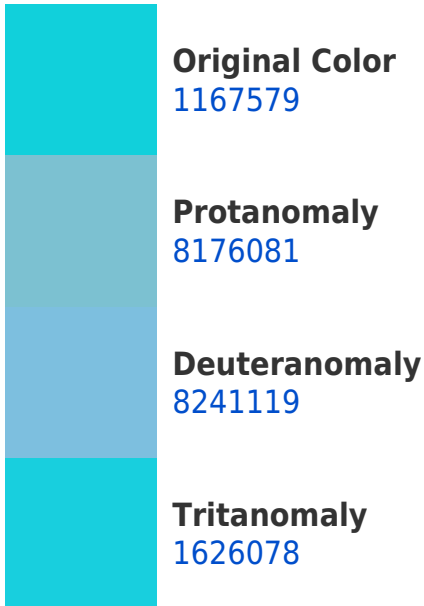 Original Color
1167579
Protanomaly
8176081
Deuteranomaly
8241119
Tritanomaly
1626078